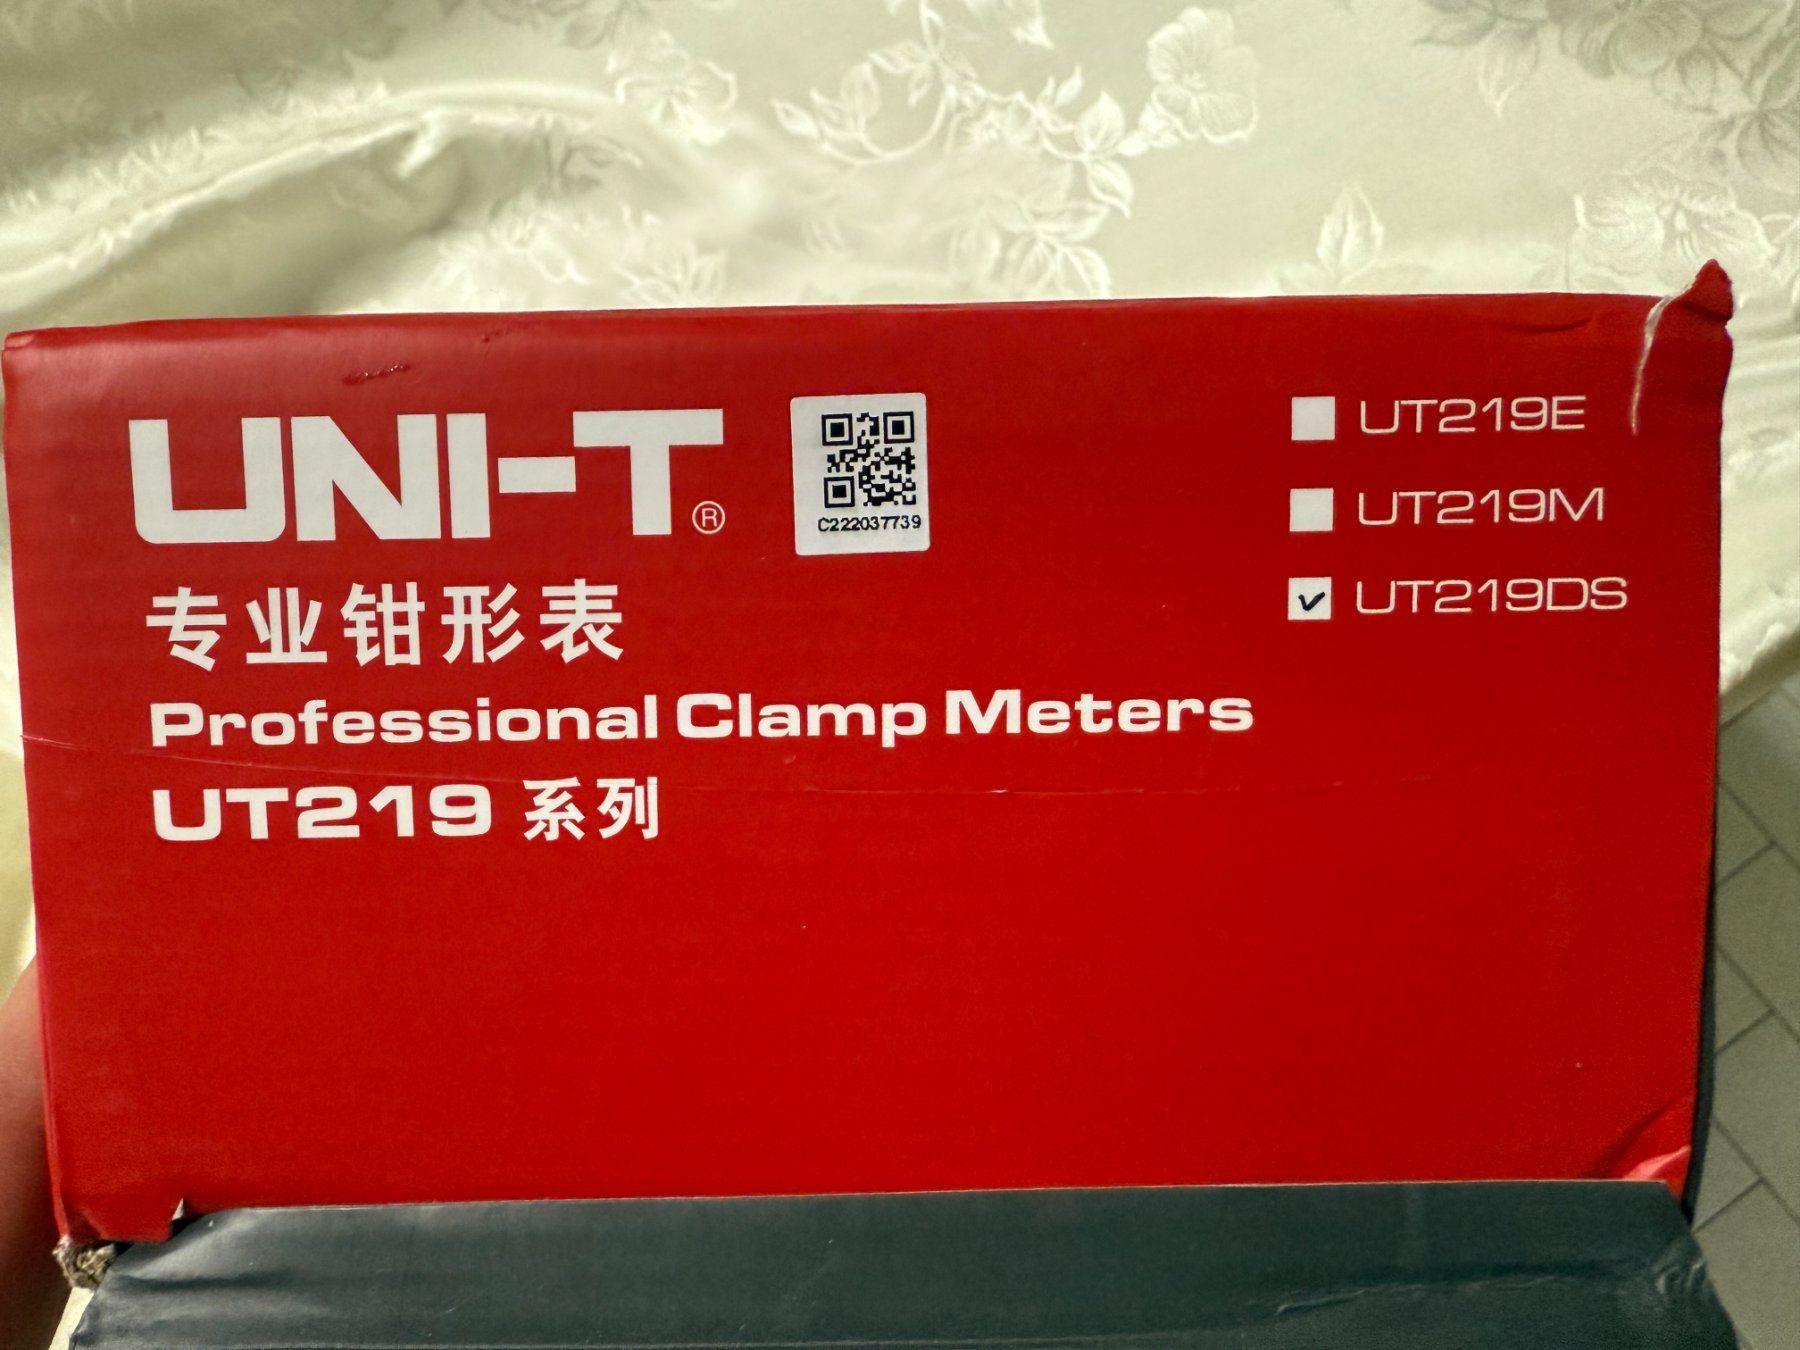 UNI-T®
C222037739
专业钳形表
Professional Clamp Meters
UT219 系列
UT219E
UT219M
UT219DS